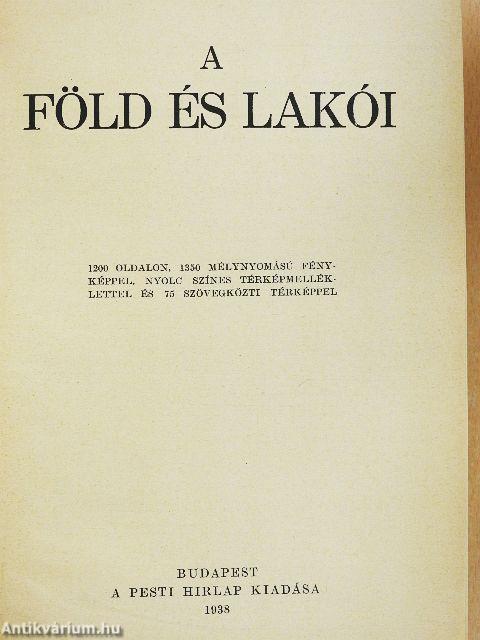 A
FÖLD ÉS LAKÓI
1200 OLDALON, 1350 MÉLYNYOMÁSÚ FÉNY-
KÉPPEL, NYOLC SZÍNES TÉRKÉPMELLÉK-
LETTEL ÉS 75 SZÖVEGKÖZTI TÉRKÉPPEL
BUDAPEST
A PESTI HIRLAP KIADÁSA
1938
Antikvárium.hu